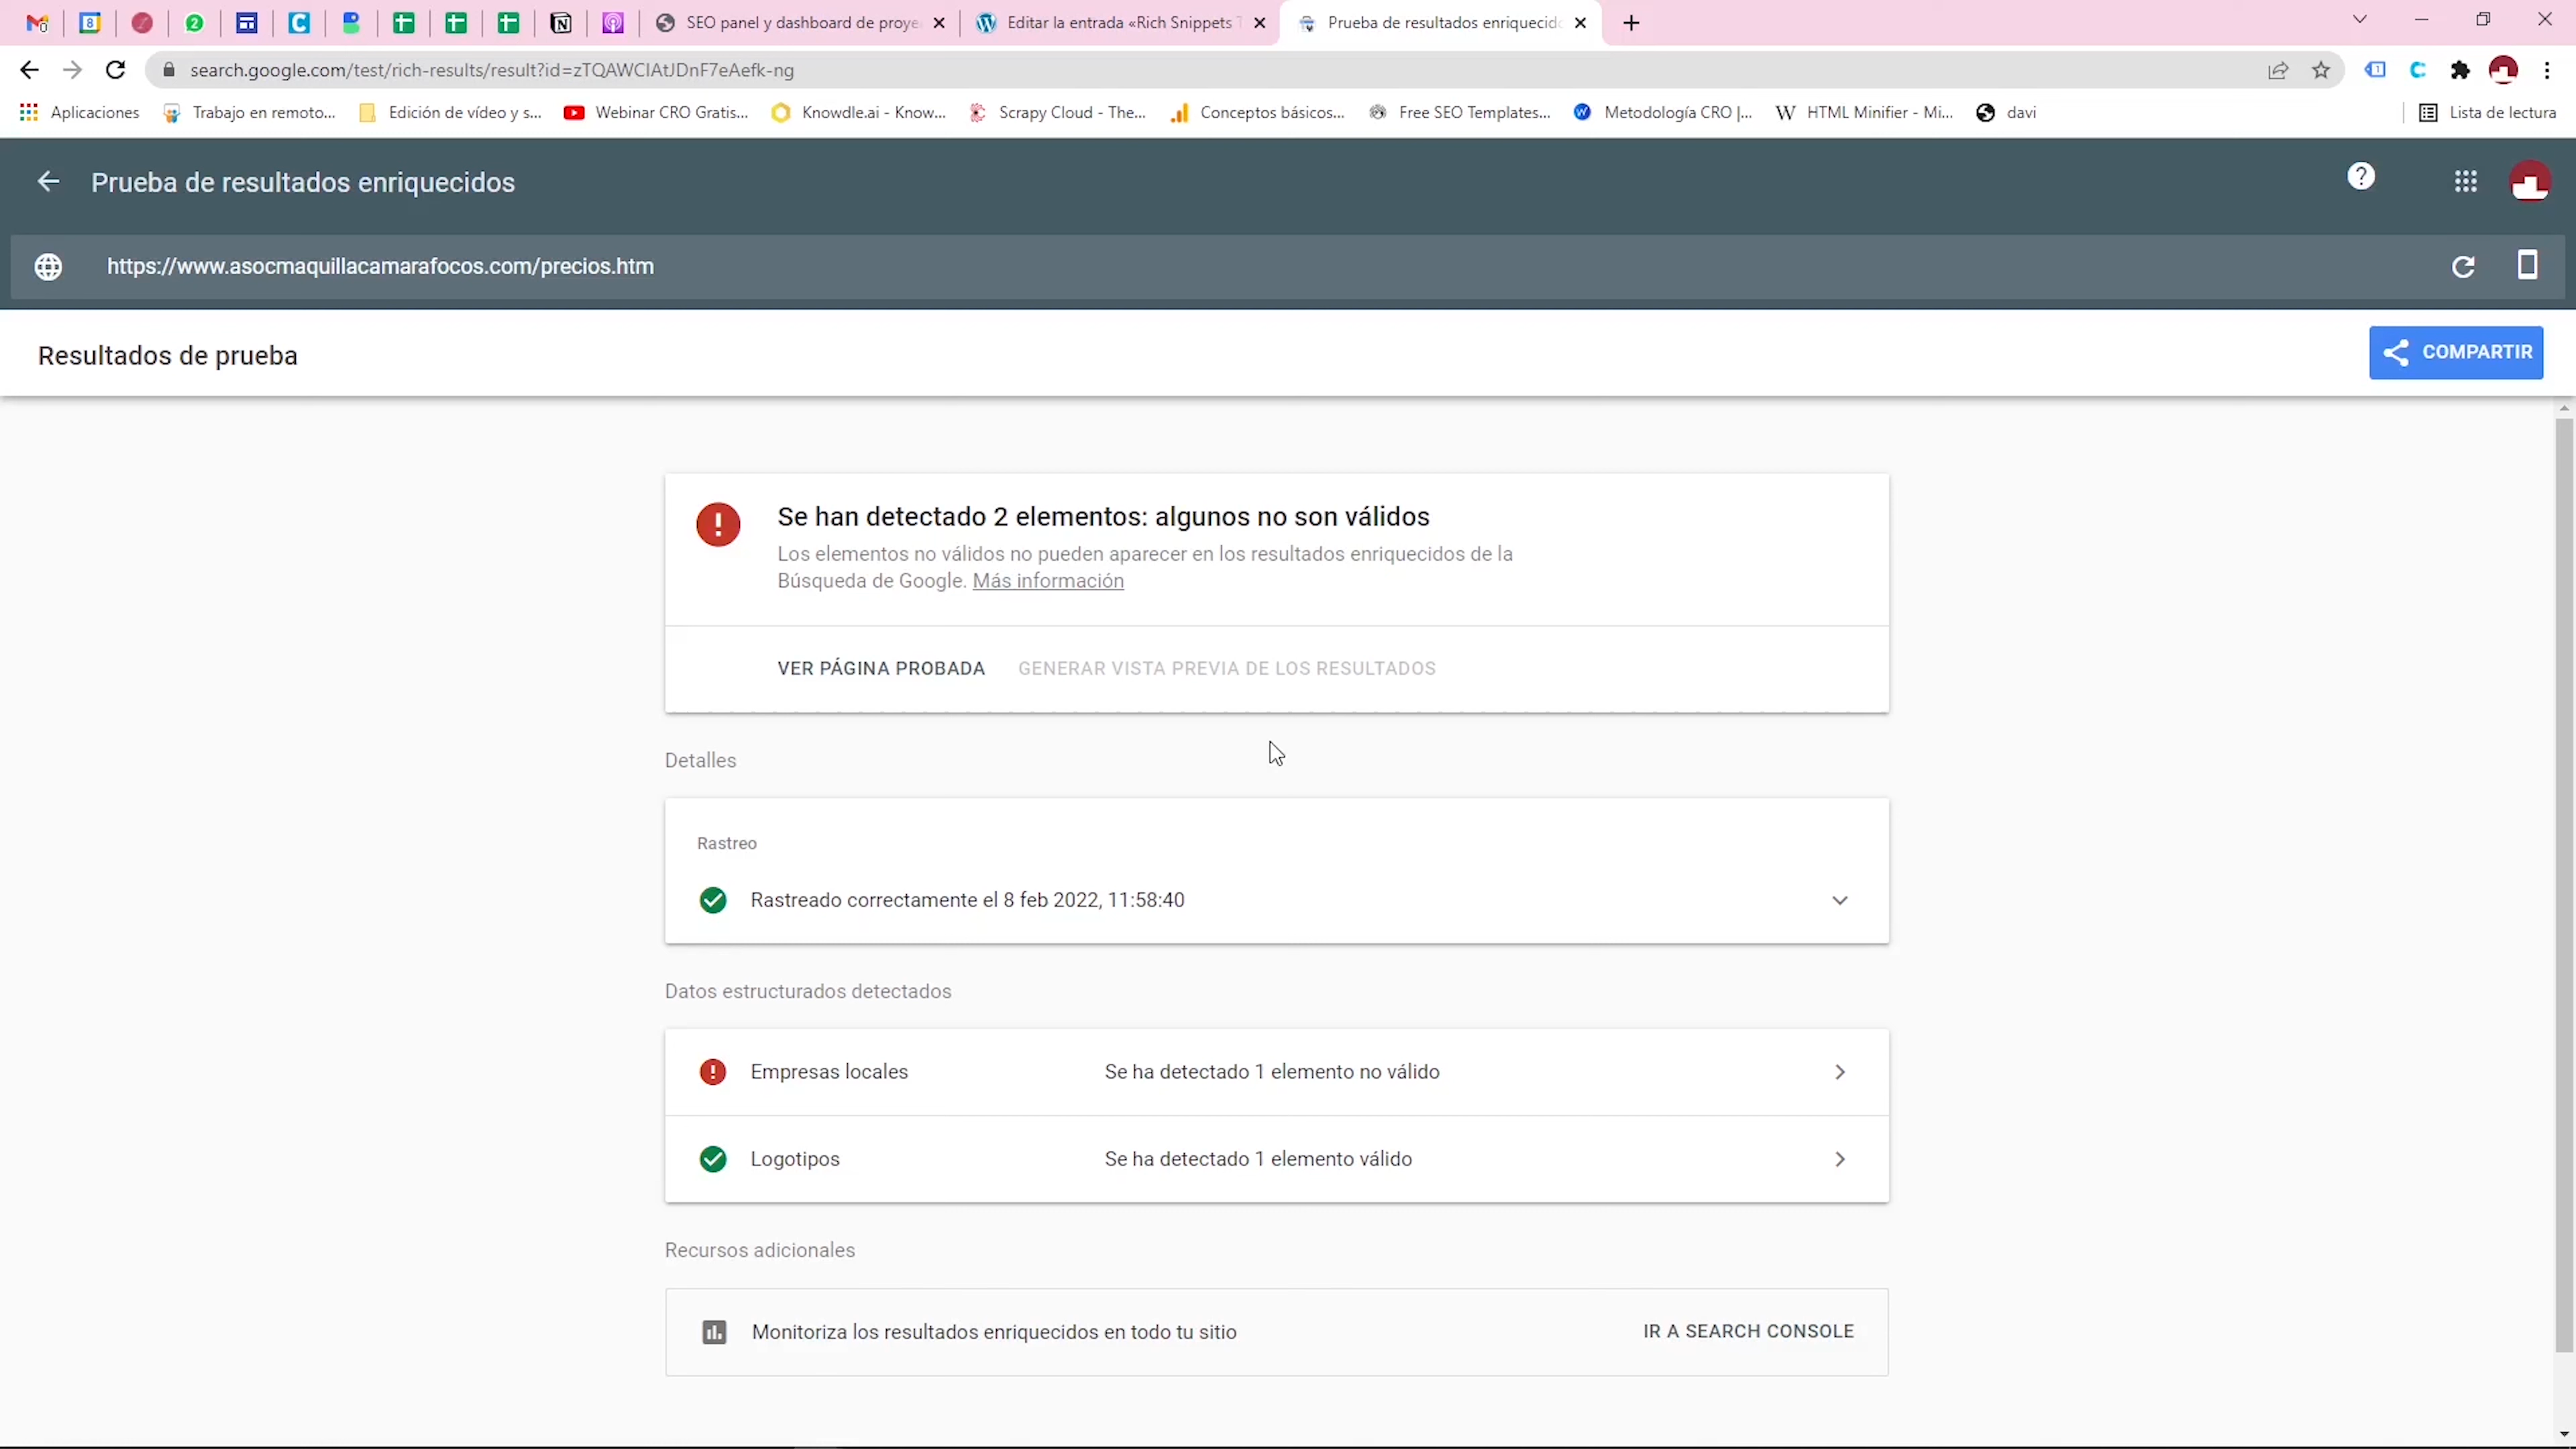 SEO panel y dashboard de proye
Editar la entrada «Rich Snippets T
Prueba de resultados enriquecido
search.google.com/test/rich-results/result?id=zTQAWCIAtJDnF7eAefk-ng
Aplicaciones
Trabajo en remoto...
Edición de vídeo y s...
Webinar CRO Gratis...
Knowdle.ai - Know...
Scrapy Cloud - The...
Conceptos básicos...
Free SEO Templates...
Metodología CRO |...
HTML Minifier - Mi...
davi
Lista de lectura
Prueba de resultados enriquecidos
https://www.asocmaquillacamarafocos.com/precios.htm
Resultados de prueba
COMPARTIR
Se han detectado 2 elementos: algunos no son válidos
Los elementos no válidos no pueden aparecer en los resultados enriquecidos de la
Búsqueda de Google. Más información
VER PÁGINA PROBADA
GENERAR VISTA PREVIA DE LOS RESULTADOS
Detalles
Rastreo
Rastreado correctamente el 8 feb 2022, 11:58:40
Datos estructurados detectados
Empresas locales
Se ha detectado 1 elemento no válido
Logotipos
Se ha detectado 1 elemento válido
Recursos adicionales
Monitoriza los resultados enriquecidos en todo tu sitio
IR A SEARCH CONSOLE